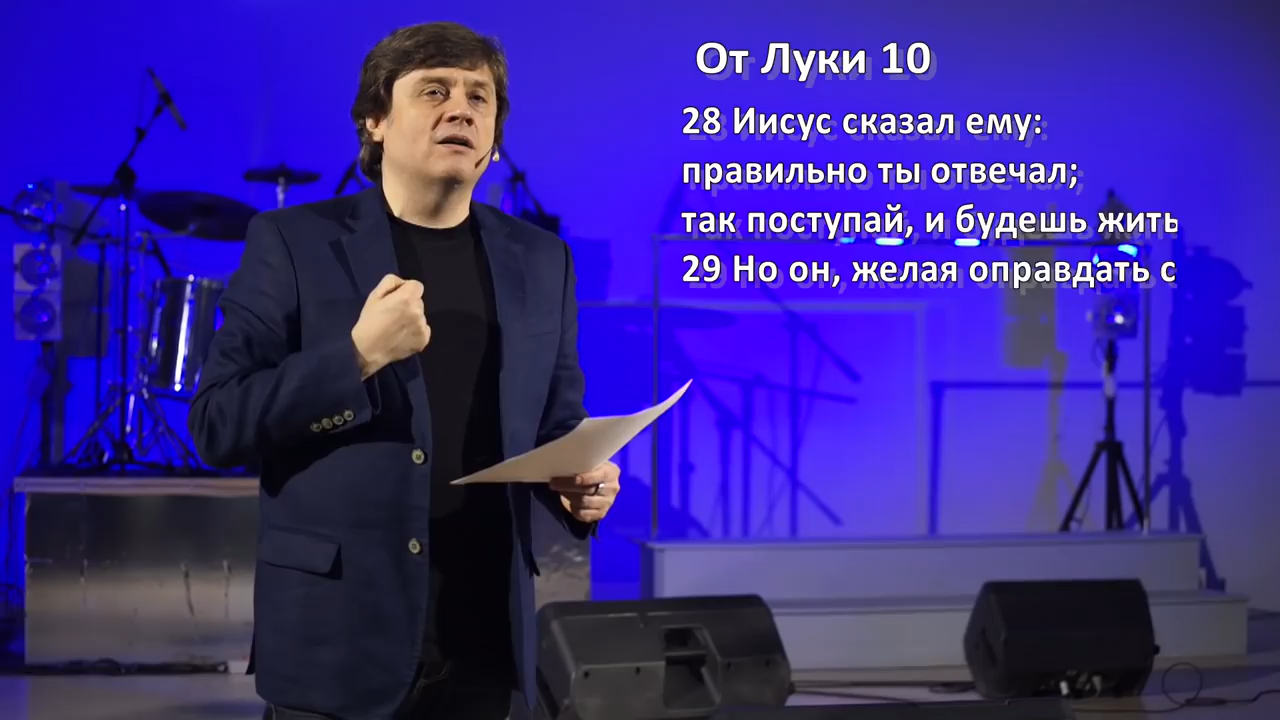 От Луки 10
28 Иисус сказал ему:
правильно ты отвечал;
так поступай, и будешь жить
29 Но он, желая оправдать с